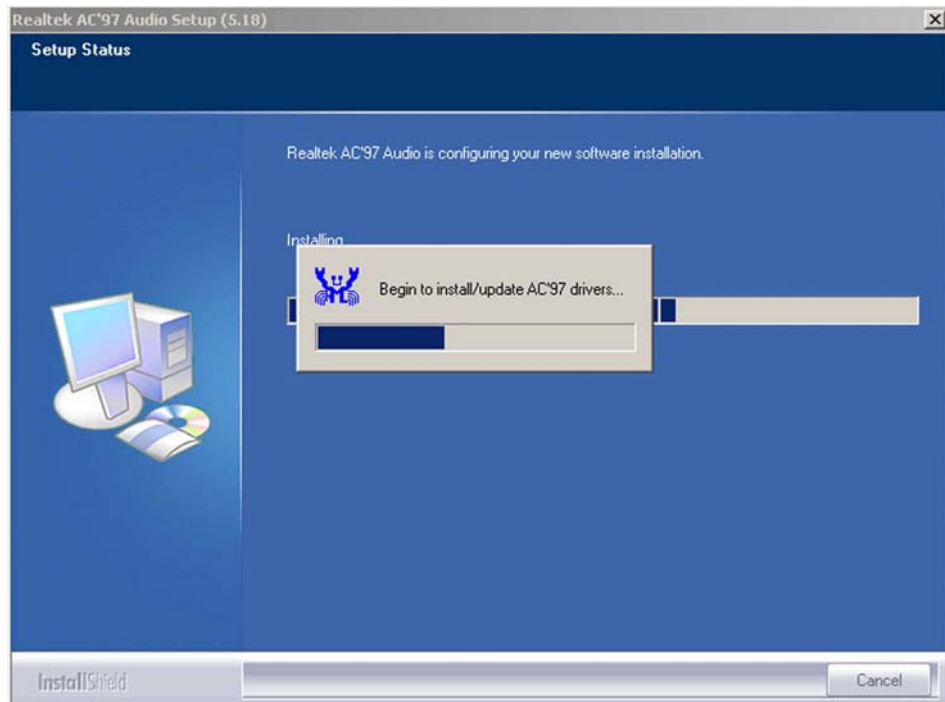 Realtek AC'97 Audio Setup (5.18)
Setup Status
Realtek AC'97 Audio is configuring your new software installation.
Installing
Begin to install/update AC'97 drivers...
InstallShield
Cancel